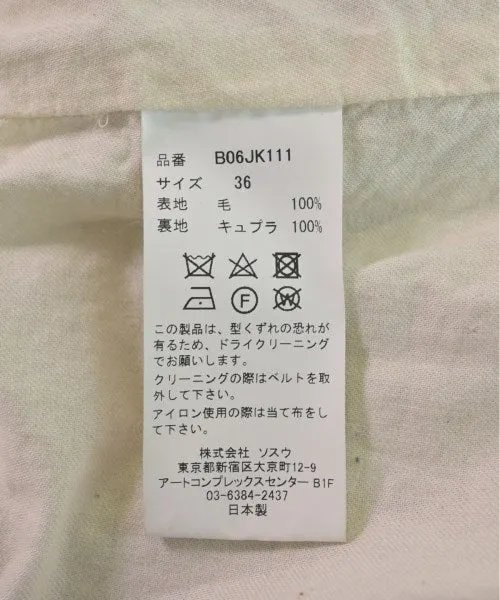 品番 B06JK111
サイズ 36
表地 毛 100%
裏地 キュプラ 100%
F W
この製品は、型くずれの恐れが
有るため、ドライクリーニング
でお願いします。
クリーニングの際はベルトを取
外して下さい。
アイロン使用の際は当て布をし
て下さい。
株式会社 ソスウ
東京都新宿区大京町12-9
アートコンプレックスセンター B1F
03-6384-2437
日本製